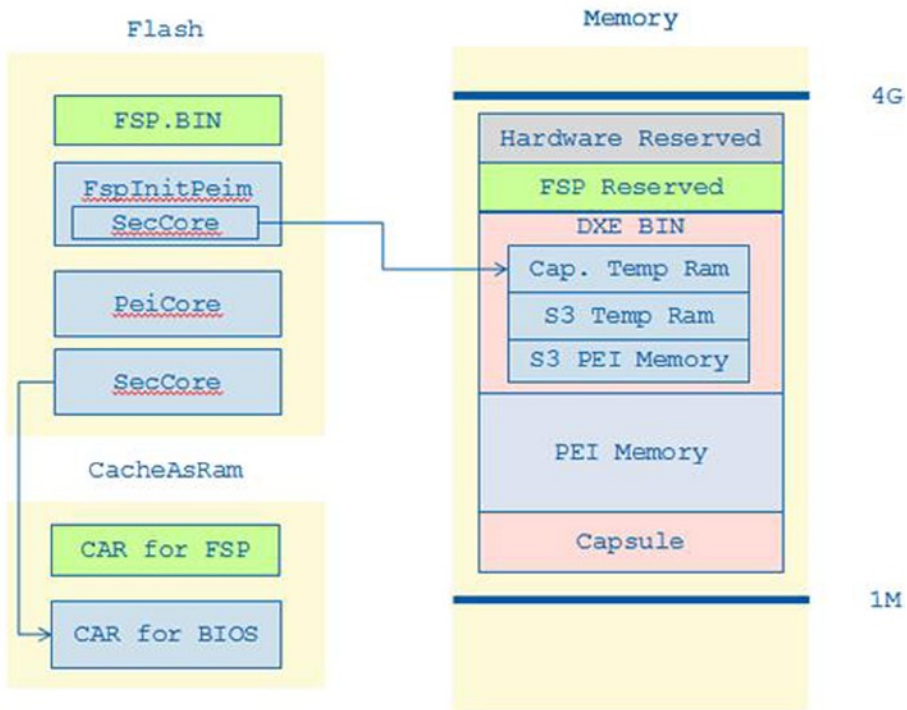 Flash
FSP.BIN
FspInitPeim
SecCore
PeiCore
SecCore
CacheAsRam
CAR for FSP
CAR for BIOS
Memory
4G
Hardware Reserved
FSP Reserved
DXE BIN
Cap. Temp Ram
S3 Temp Ram
S3 PEI Memory
PEI Memory
Capsule
1M